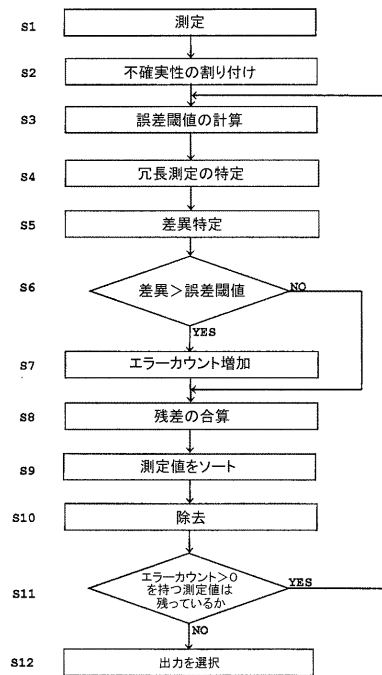 S1 測定
S2 不確実性の割り付け
S3 誤差閾値の計算
S4 冗長測定の特定
S5 差異特定
S6 差異＞誤差閾値 NO
YES
S7 エラーカウント増加
S8 残差の合算
S9 測定値をソート
S10 除去
エラーカウント＞0 YES
S11 を持つ測定値は
残っているか
NO
S12 出力を選択